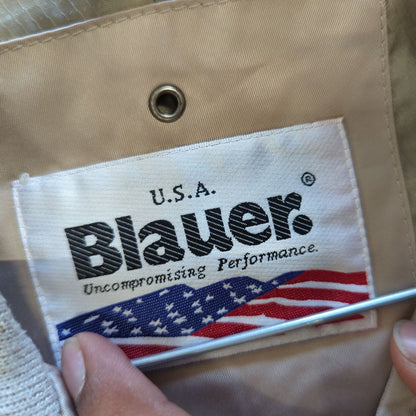 U.S.A.
Blauer.®
Uncompromising Performance.